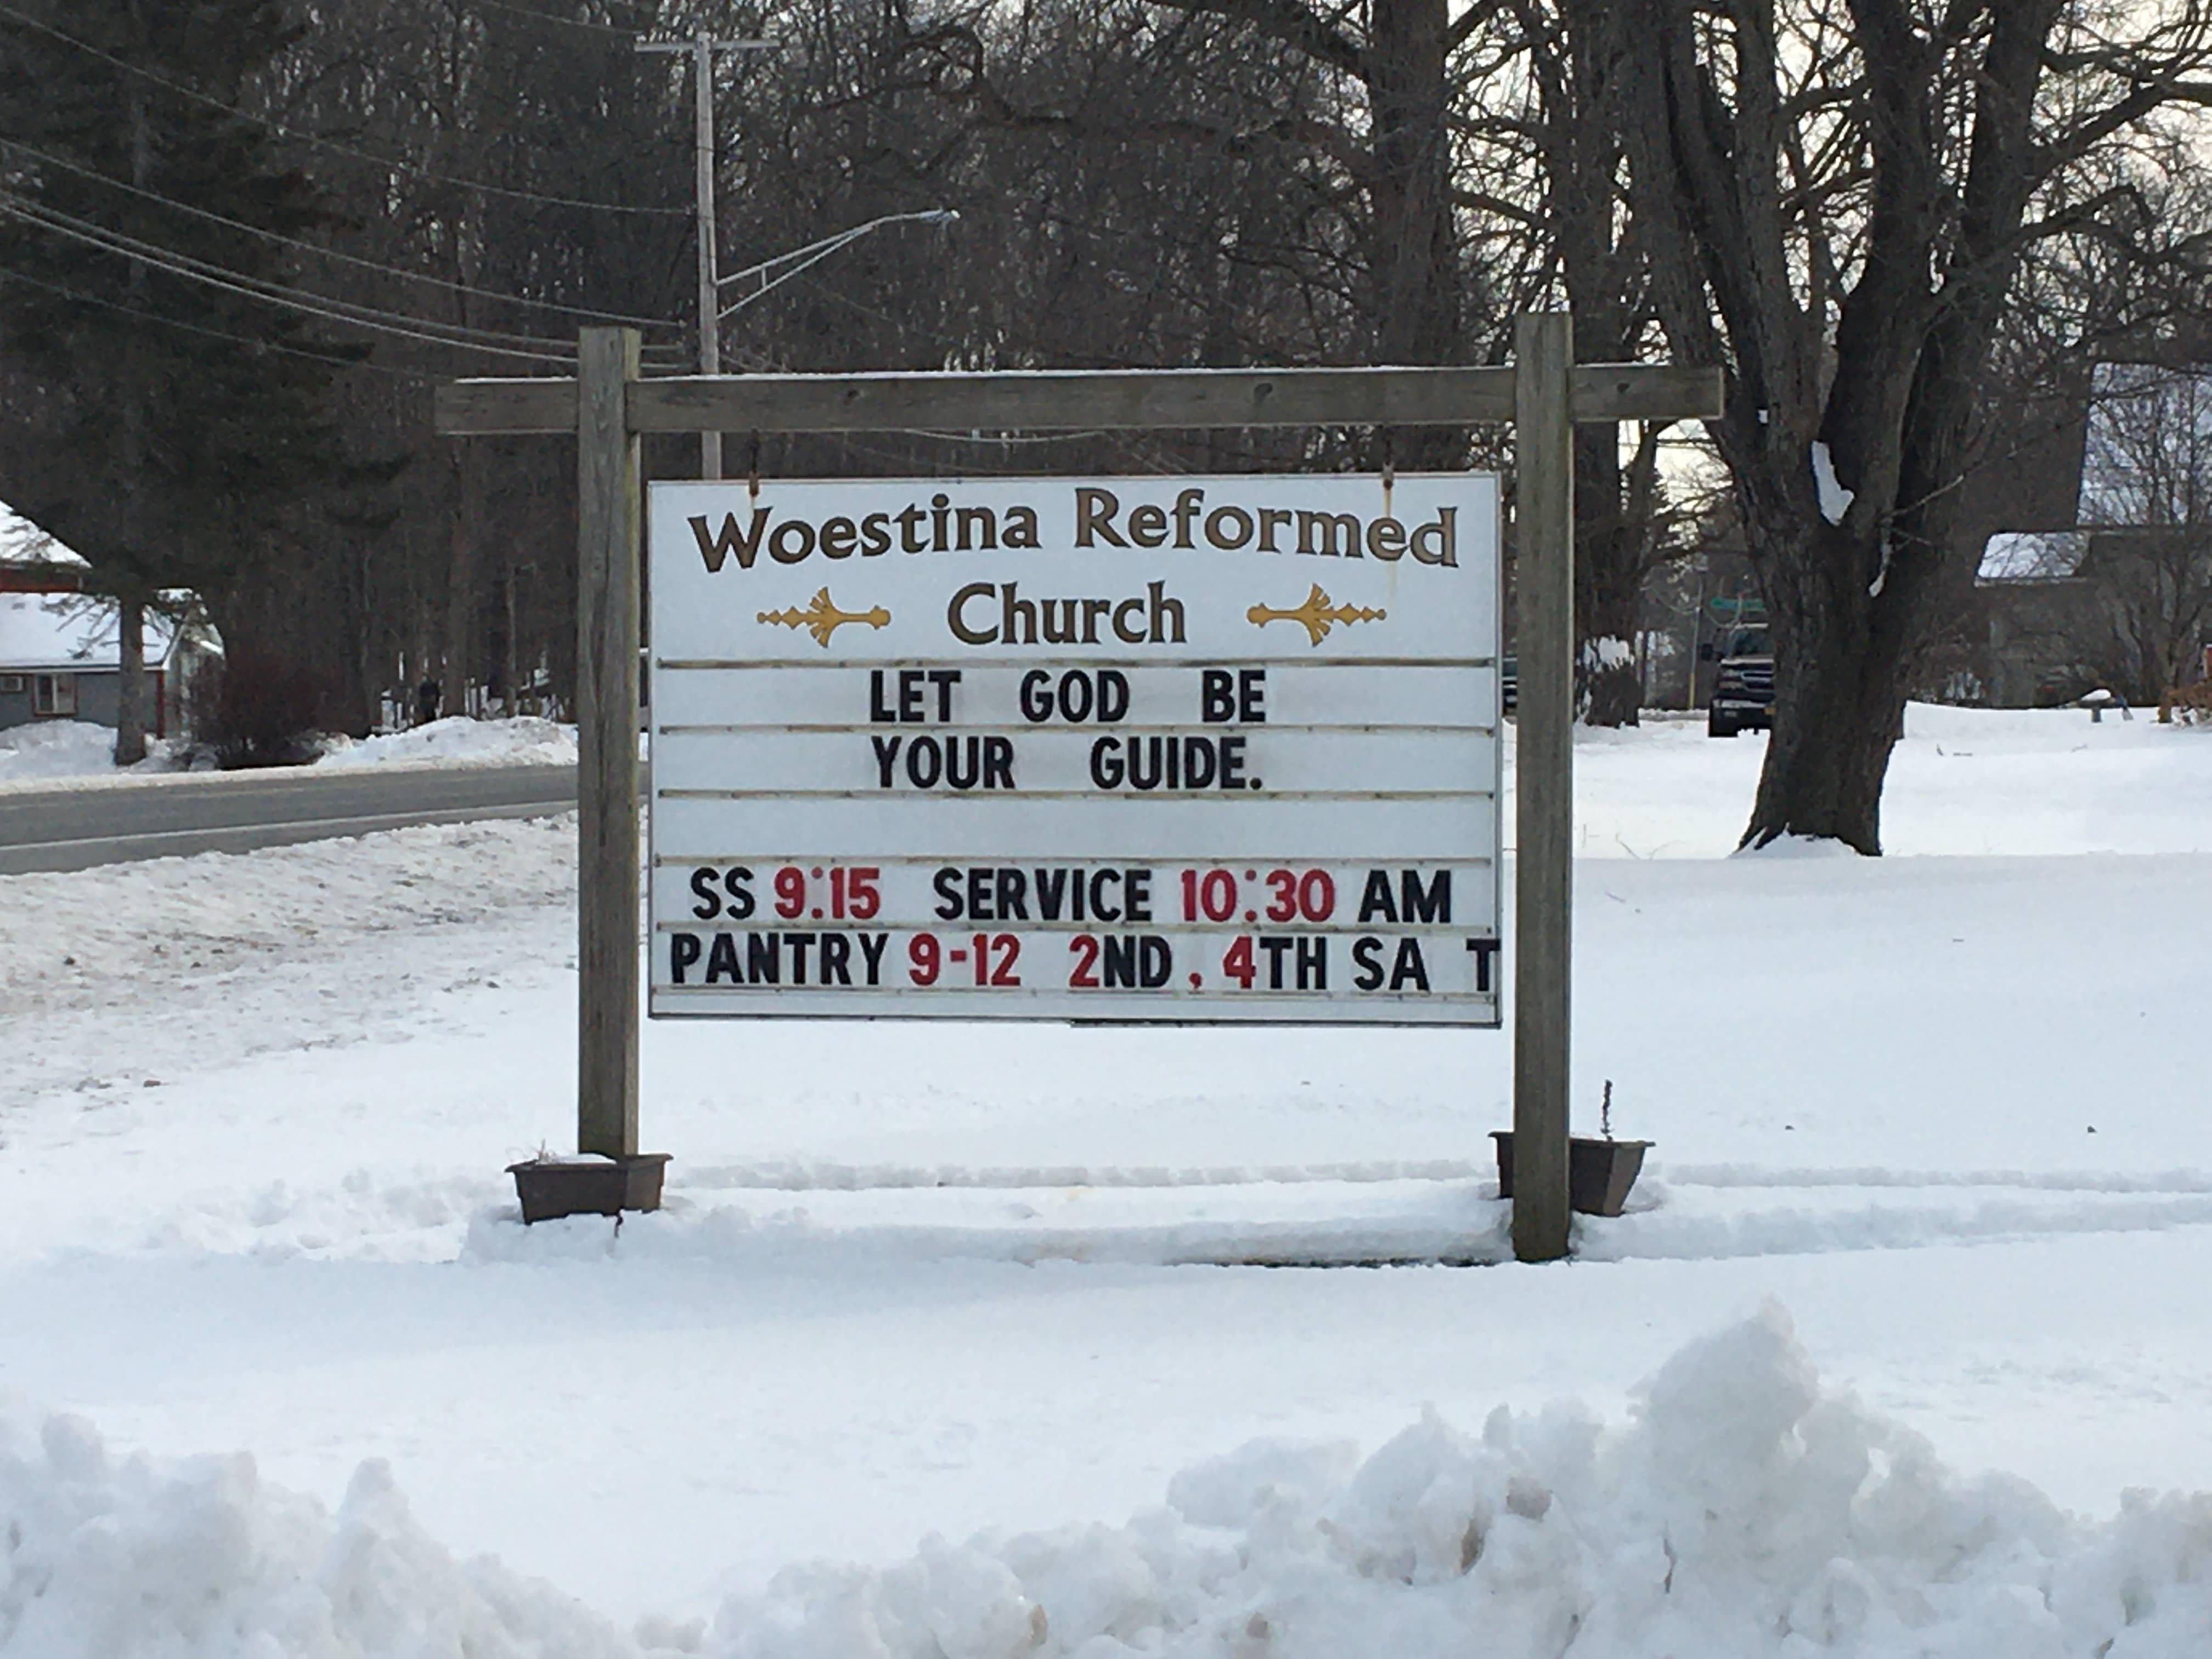 Woestina Reformed
Church
LET GOD BE
YOUR GUIDE.
SS 9:15 SERVICE 10:30 AM
PANTRY 9-12 2ND, 4TH SA T